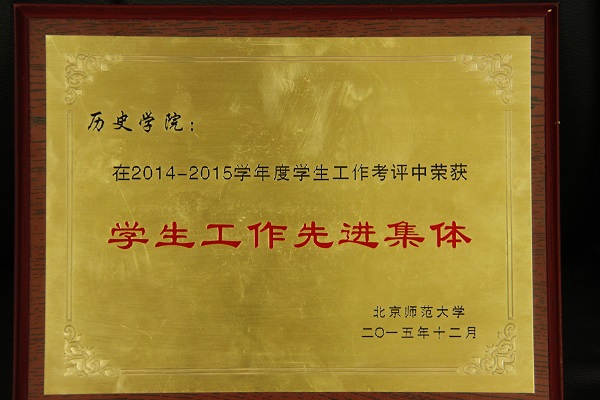 历史学院：
在2014-2015学年度学生工作考评中荣获
学生工作先进集体
北京师范大学
二〇一五年十二月